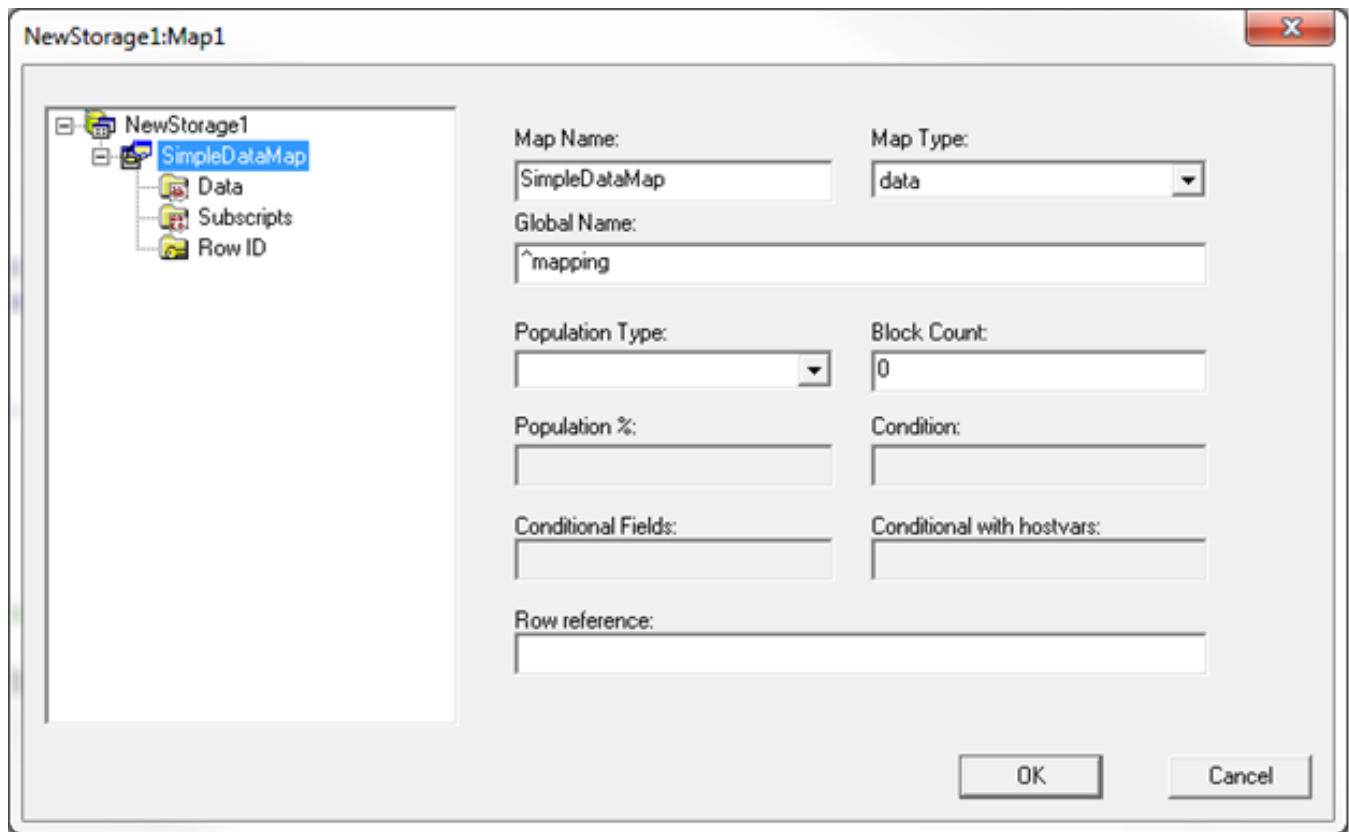 NewStorage1:Map1
NewStorage1
SimpleDataMap
Data
Subscripts
Row ID
Map Name:
Map Type:
SimpleDataMap
data
Global Name:
^mapping
Population Type:
Block Count:
0
Population %:
Condition:
Conditional Fields:
Conditional with hostvars:
Row reference:
OK
Cancel